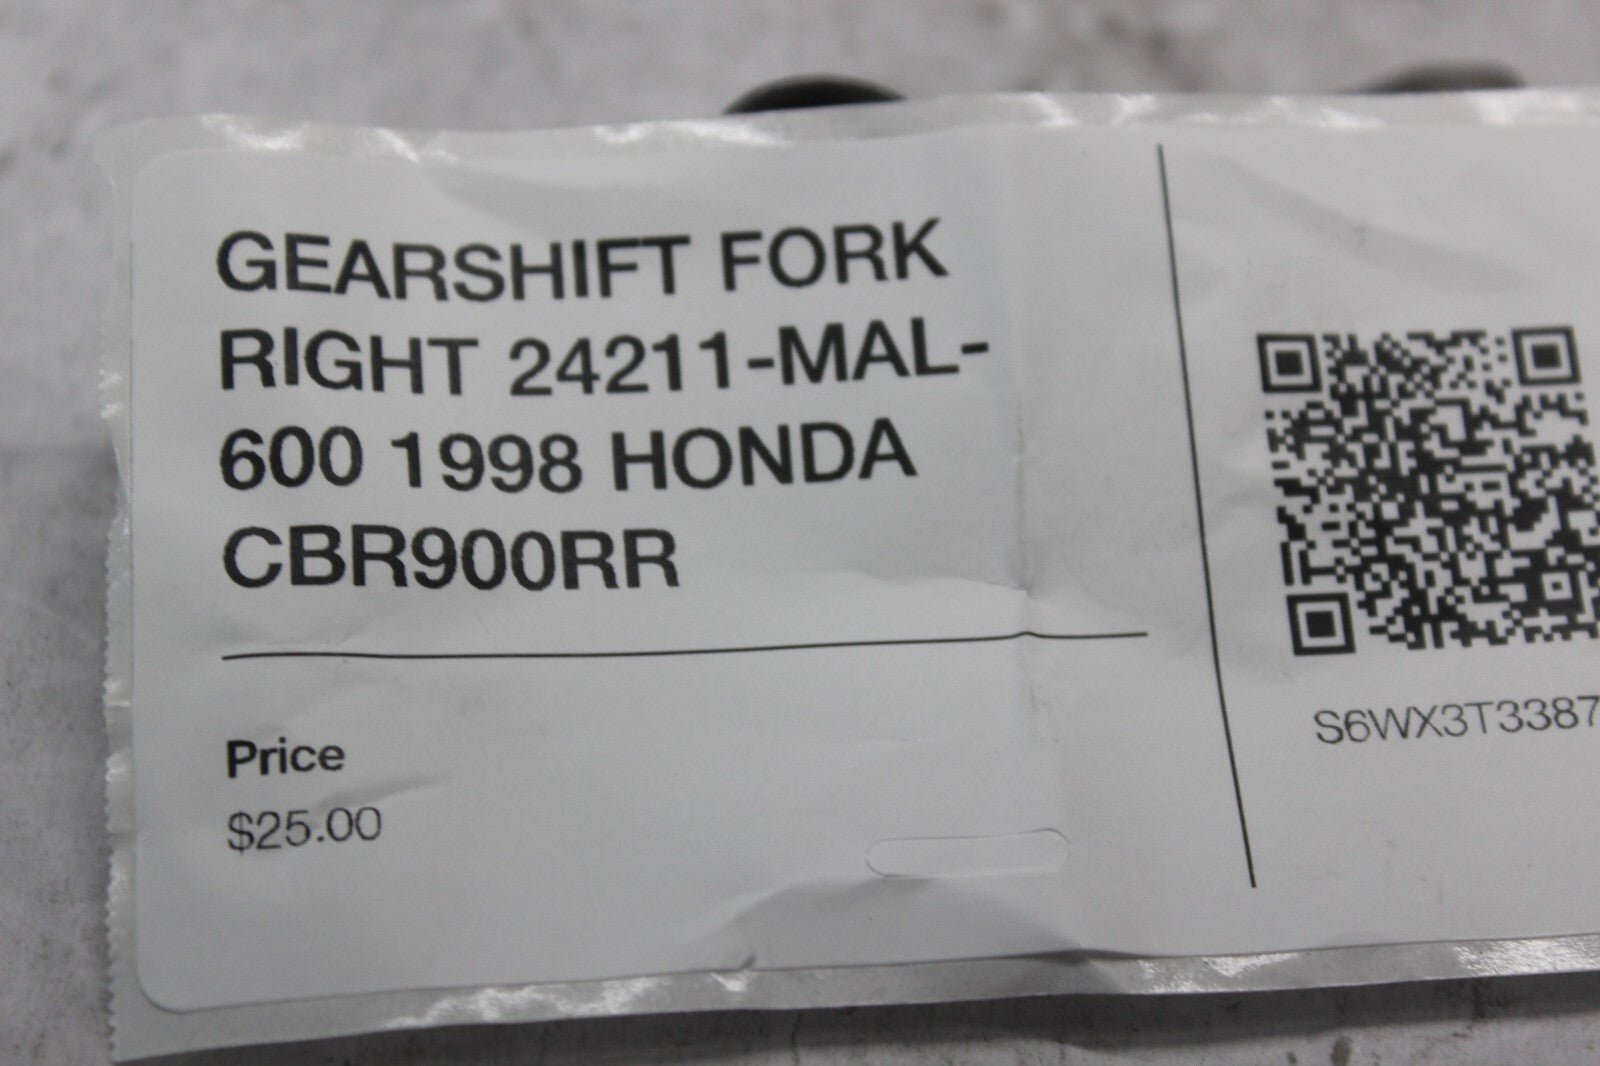 GEARSHIFT FORK
RIGHT 24211-MAL-
600 1998 HONDA
CBR900RR
Price
$25.00
S6WX3T3387